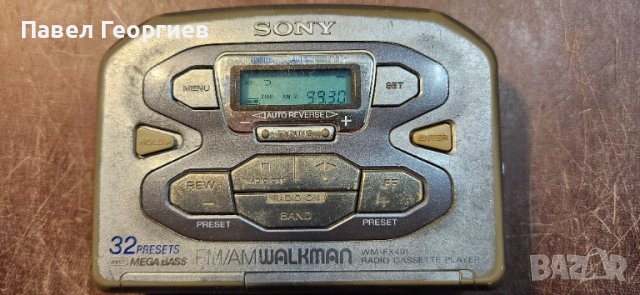 Павел Георгиев
SONY
MENU
SET
99.30
AUTO REVERSE
− +
ENTER
REW
FF
RADIO ON
BAND
PRESET
PRESET
32 PRESETS
MEGA BASS
FM/AM WALKMAN
RADIO CASSETTE PLAYER
bazar